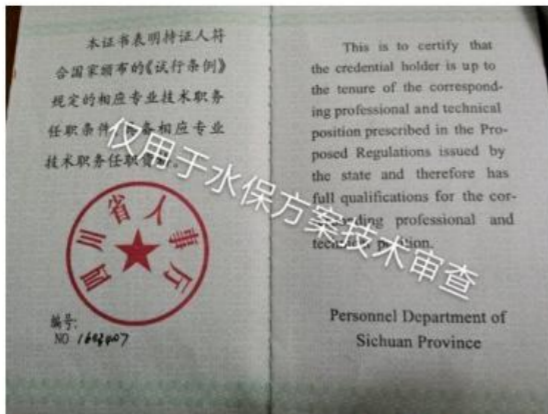 本证书表明持证人符
合国家颁布的《试行条例》
规定的相应专业技术职务
任职条件,具备相应专业
技术职务任职资格。
四川省人事厅
编号:
NO
This is to certify that
the credential holder is up to
the tenure of the correspond-
ing professional and technical
position prescribed in the Pro-
posed Regulations issued by
the state and therefore has
full qualifications for the cor-
responding professional and
technical position.
Personnel Department of
Sichuan Province
仅用于水保方案技术审查